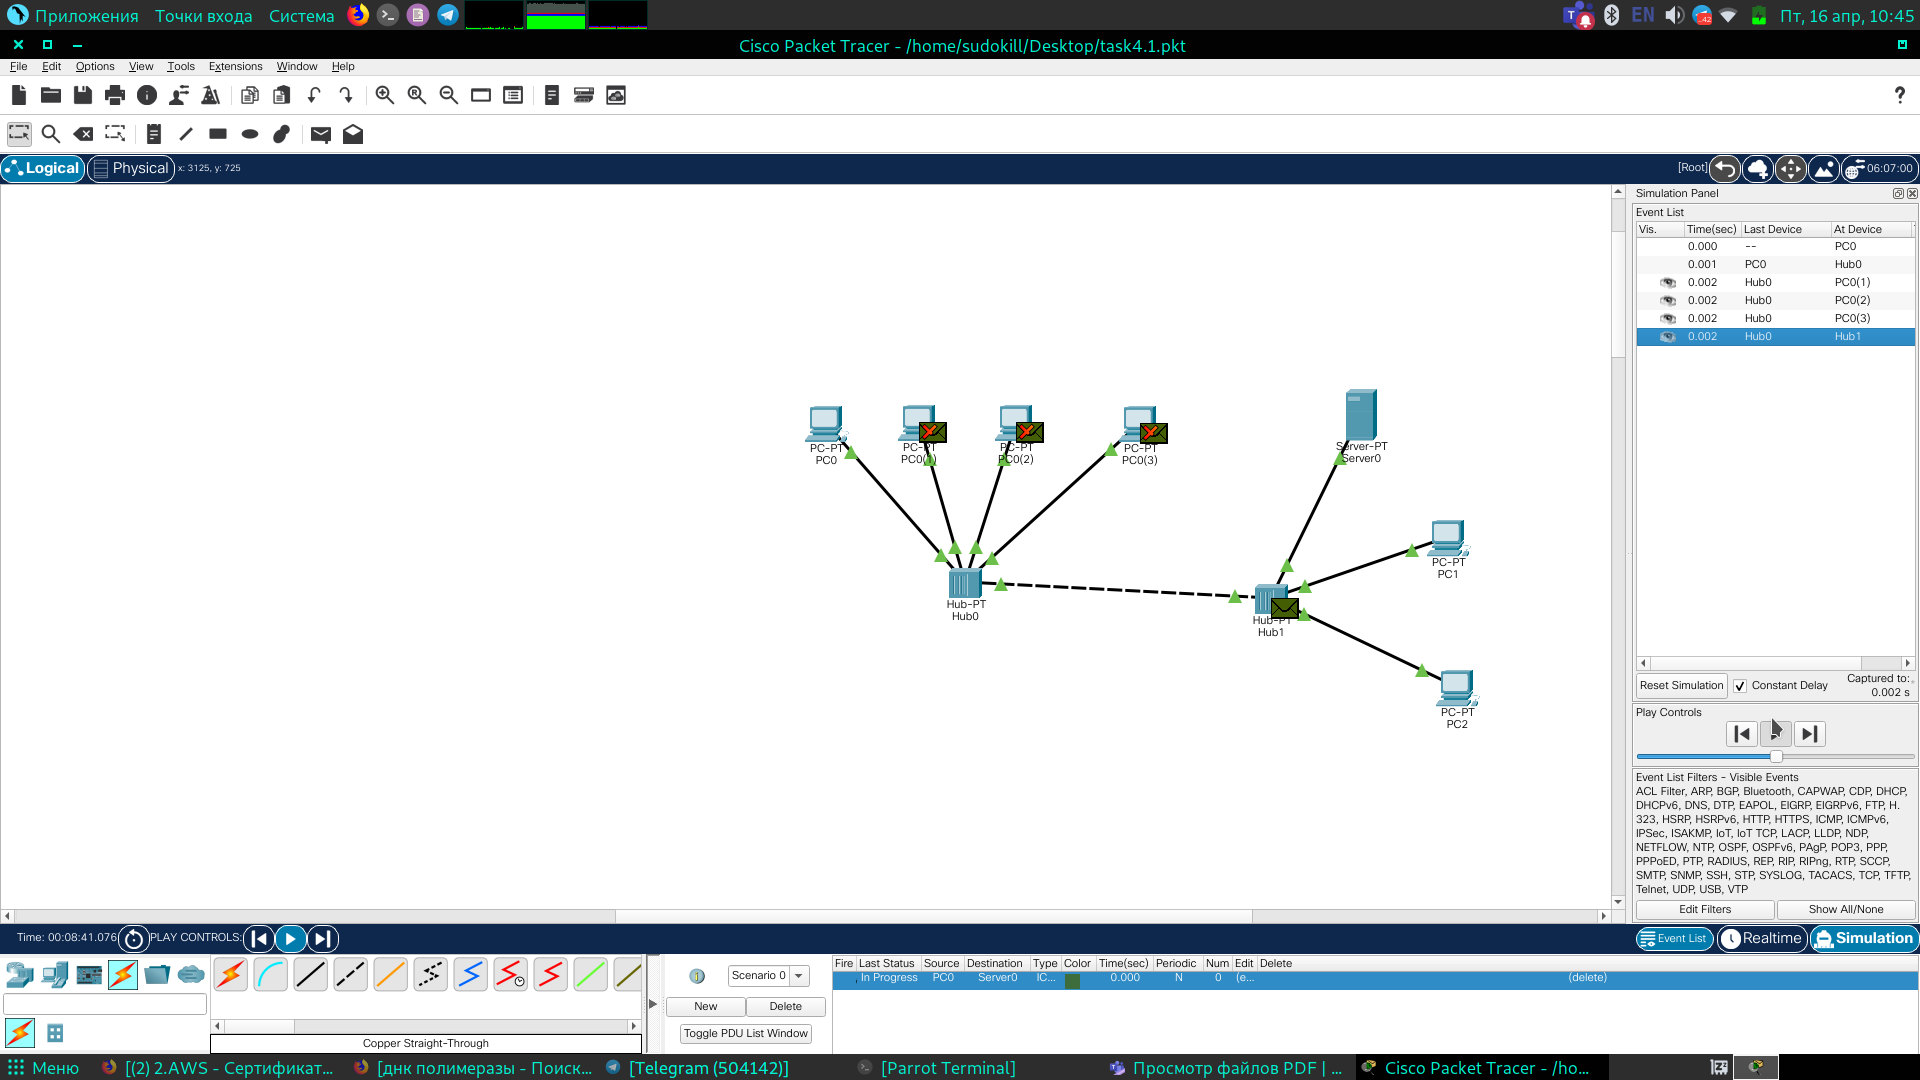 Приложения Точки входа Система EN 42 Пт, 16 апр, 10:45
Cisco Packet Tracer - /home/sudokill/Desktop/task4.1.pkt
File Edit Options View Tools Extensions Window Help
Logical Physical x: 3125, y: 725 [Root] 06:07:00
Simulation Panel
Event List
Vis. Time(sec) Last Device At Device
0.000 -- PC0
0.001 PC0 Hub0
0.002 Hub0 PC0(1)
0.002 Hub0 PC0(2)
0.002 Hub0 PC0(3)
0.002 Hub0 Hub1
PC-PT
PC0
PC-PT
PC0(1)
PC-PT
PC0(2)
PC-PT
PC0(3)
Server-PT
Server0
PC-PT
PC1
Hub-PT
Hub0
Hub-PT
Hub1
PC-PT
PC2
Reset Simulation Constant Delay Captured to:
0.002 s
Play Controls
Event List Filters - Visible Events
ACL Filter, ARP, BGP, Bluetooth, CAPWAP, CDP, DHCP,
DHCPv6, DNS, DTP, EAPOL, EIGRP, EIGRPv6, FTP, H.
323, HSRP, HSRPv6, HTTP, HTTPS, ICMP, ICMPv6,
IPSec, ISAKMP, IoT, IoT TCP, LACP, LLDP, NDP,
NETFLOW, NTP, OSPF, OSPFv6, PAgP, POP3, PPP,
PPPoED, PTP, RADIUS, REP, RIP, RIPng, RTP, SCCP,
SMTP, SNMP, SSH, STP, SYSLOG, TACACS, TCP, TFTP,
Telnet, UDP, USB, VTP
Edit Filters Show All/None
Time: 00:08:41.076 PLAY CONTROLS: Event List Realtime Simulation
Scenario 0
New Delete
Toggle PDU List Window
Fire Last Status Source Destination Type Color Time(sec) Periodic Num Edit Delete
In Progress PC0 Server0 IC... 0.000 N 0 (e... (delete)
Copper Straight-Through
Меню [(2) 2.AWS - Сертификат... [днк полимеразы - Поиск... [Telegram (504142)] [Parrot Terminal] Просмотр файлов PDF | ... Cisco Packet Tracer - /ho...